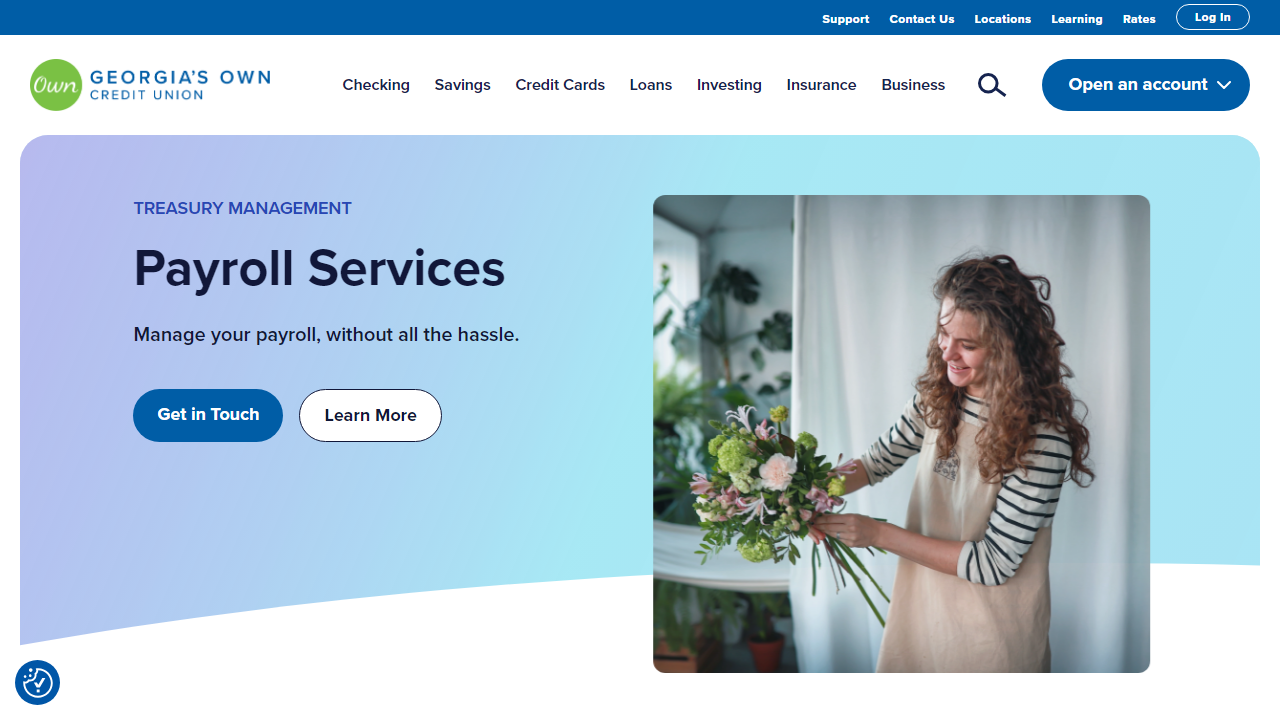 Support Contact Us Locations Learning Rates Log In
Own GEORGIA'S OWN
CREDIT UNION
Checking Savings Credit Cards Loans Investing Insurance Business Open an account
TREASURY MANAGEMENT
Payroll Services
Manage your payroll, without all the hassle.
Get in Touch Learn More